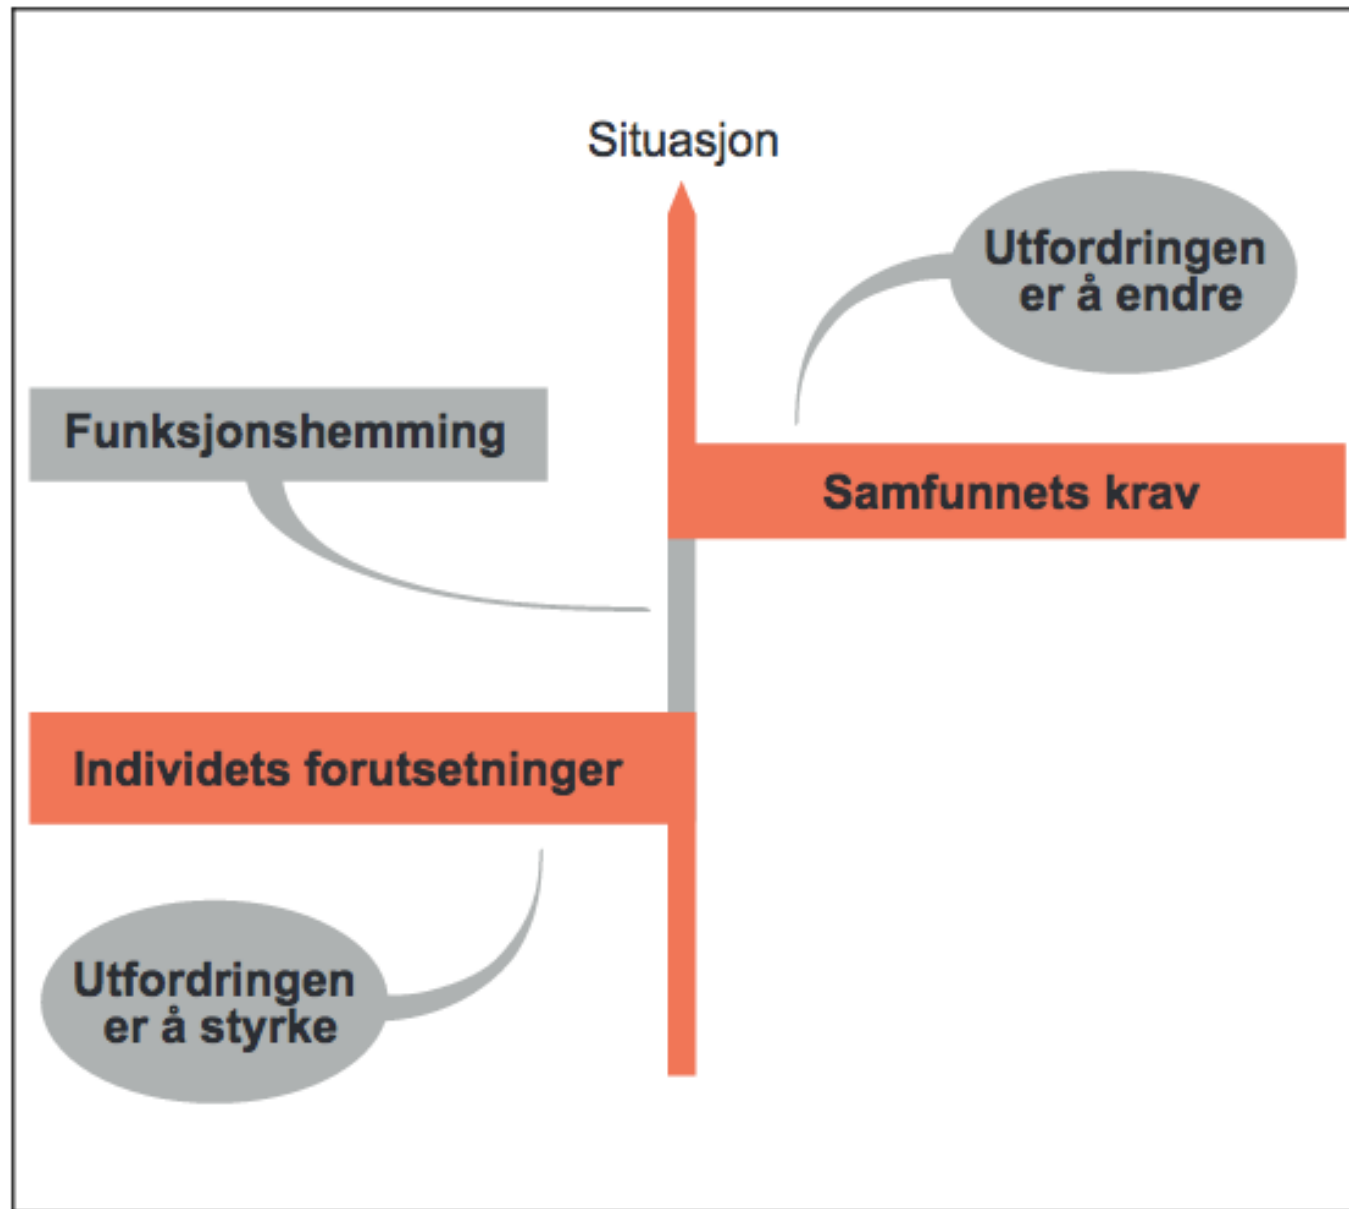 Situasjon
Utfordringen
er å endre
Funksjonshemming
Samfunnets krav
Individets forutsetninger
Utfordringen
er å styrke